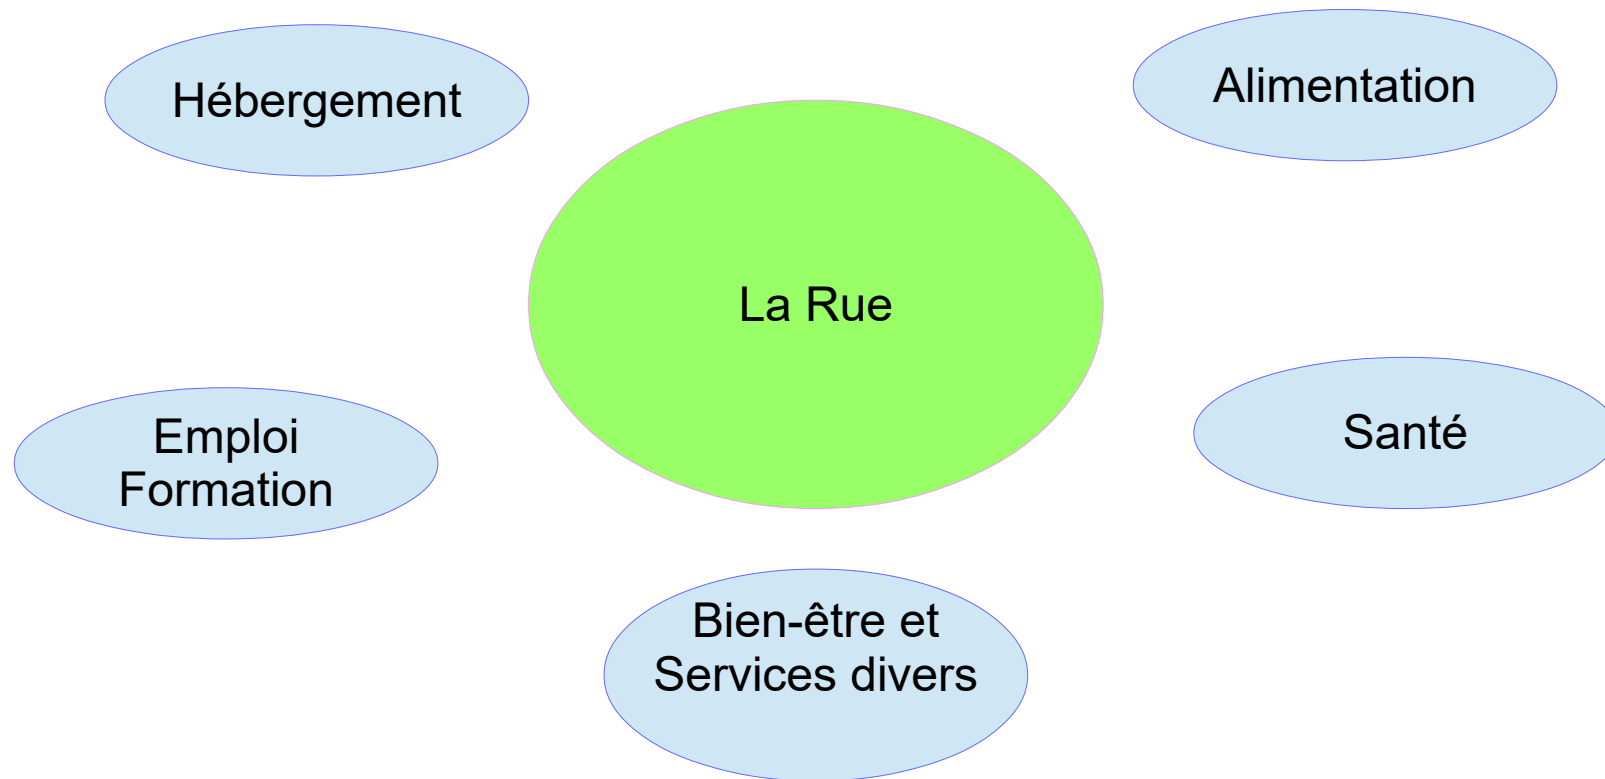 Hébergement
Alimentation
La Rue
Emploi
Formation
Santé
Bien-être et
Services divers